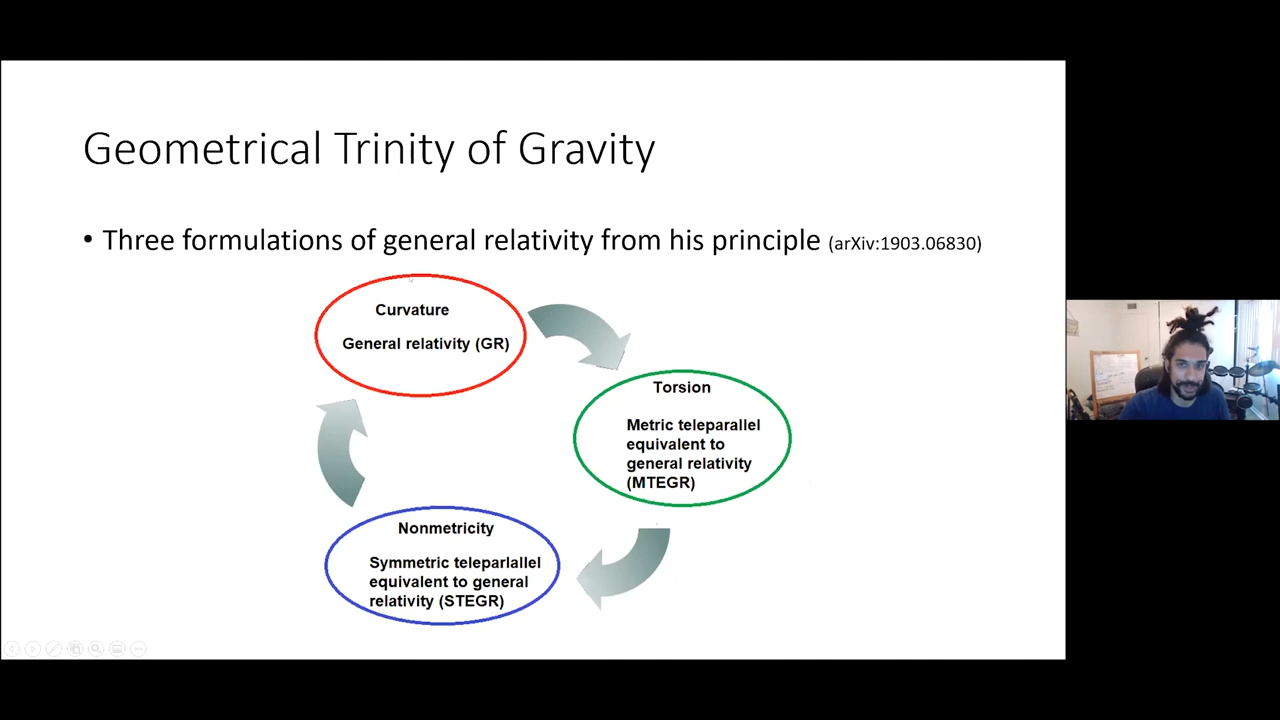 Geometrical Trinity of Gravity
• Three formulations of general relativity from his principle (arXiv:1903.06830)
Curvature
General relativity (GR)
Torsion
Metric teleparallel
equivalent to
general relativity
(MTEGR)
Nonmetricity
Symmetric teleparlallel
equivalent to general
relativity (STEGR)